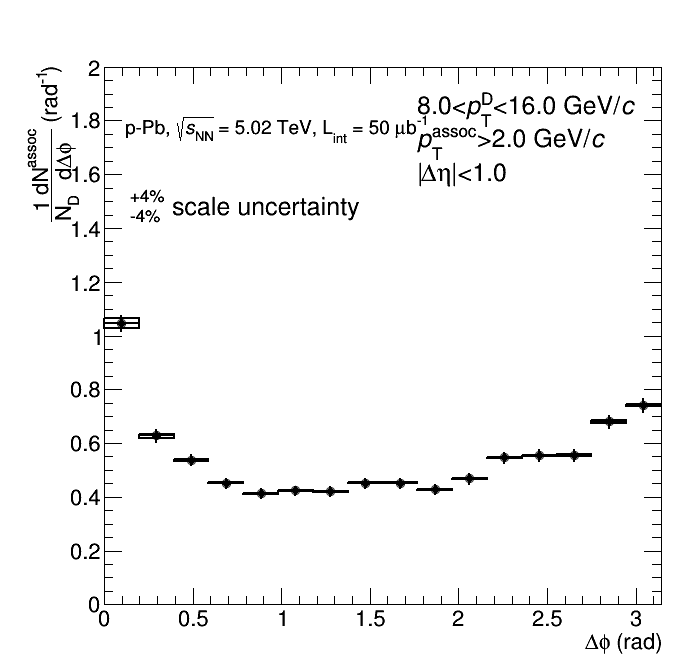 2
1.8
1.6
1.4
1.2
1
0.8
0.6
0.4
0.2
0
0 0.5 1 1.5 2 2.5 3
Δφ (rad)
1 dN^assoc
N_D dΔφ (rad⁻¹)
p-Pb, √s_NN = 5.02 TeV, L_int = 50 μb⁻¹
8.0<p_T^D<16.0 GeV/c
p_T^assoc>2.0 GeV/c
|Δη|<1.0
+4%
-4% scale uncertainty